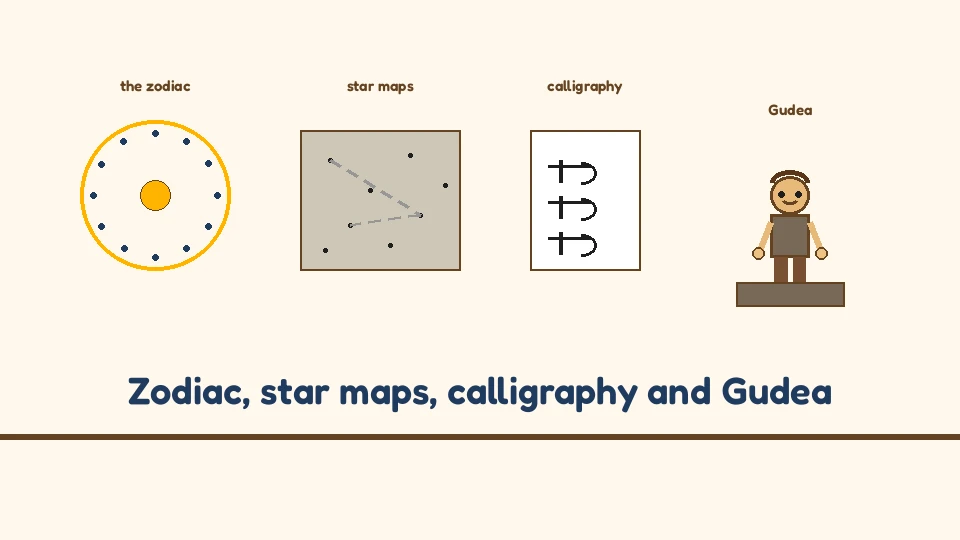 the zodiac
star maps
calligraphy
Gudea
Zodiac, star maps, calligraphy and Gudea